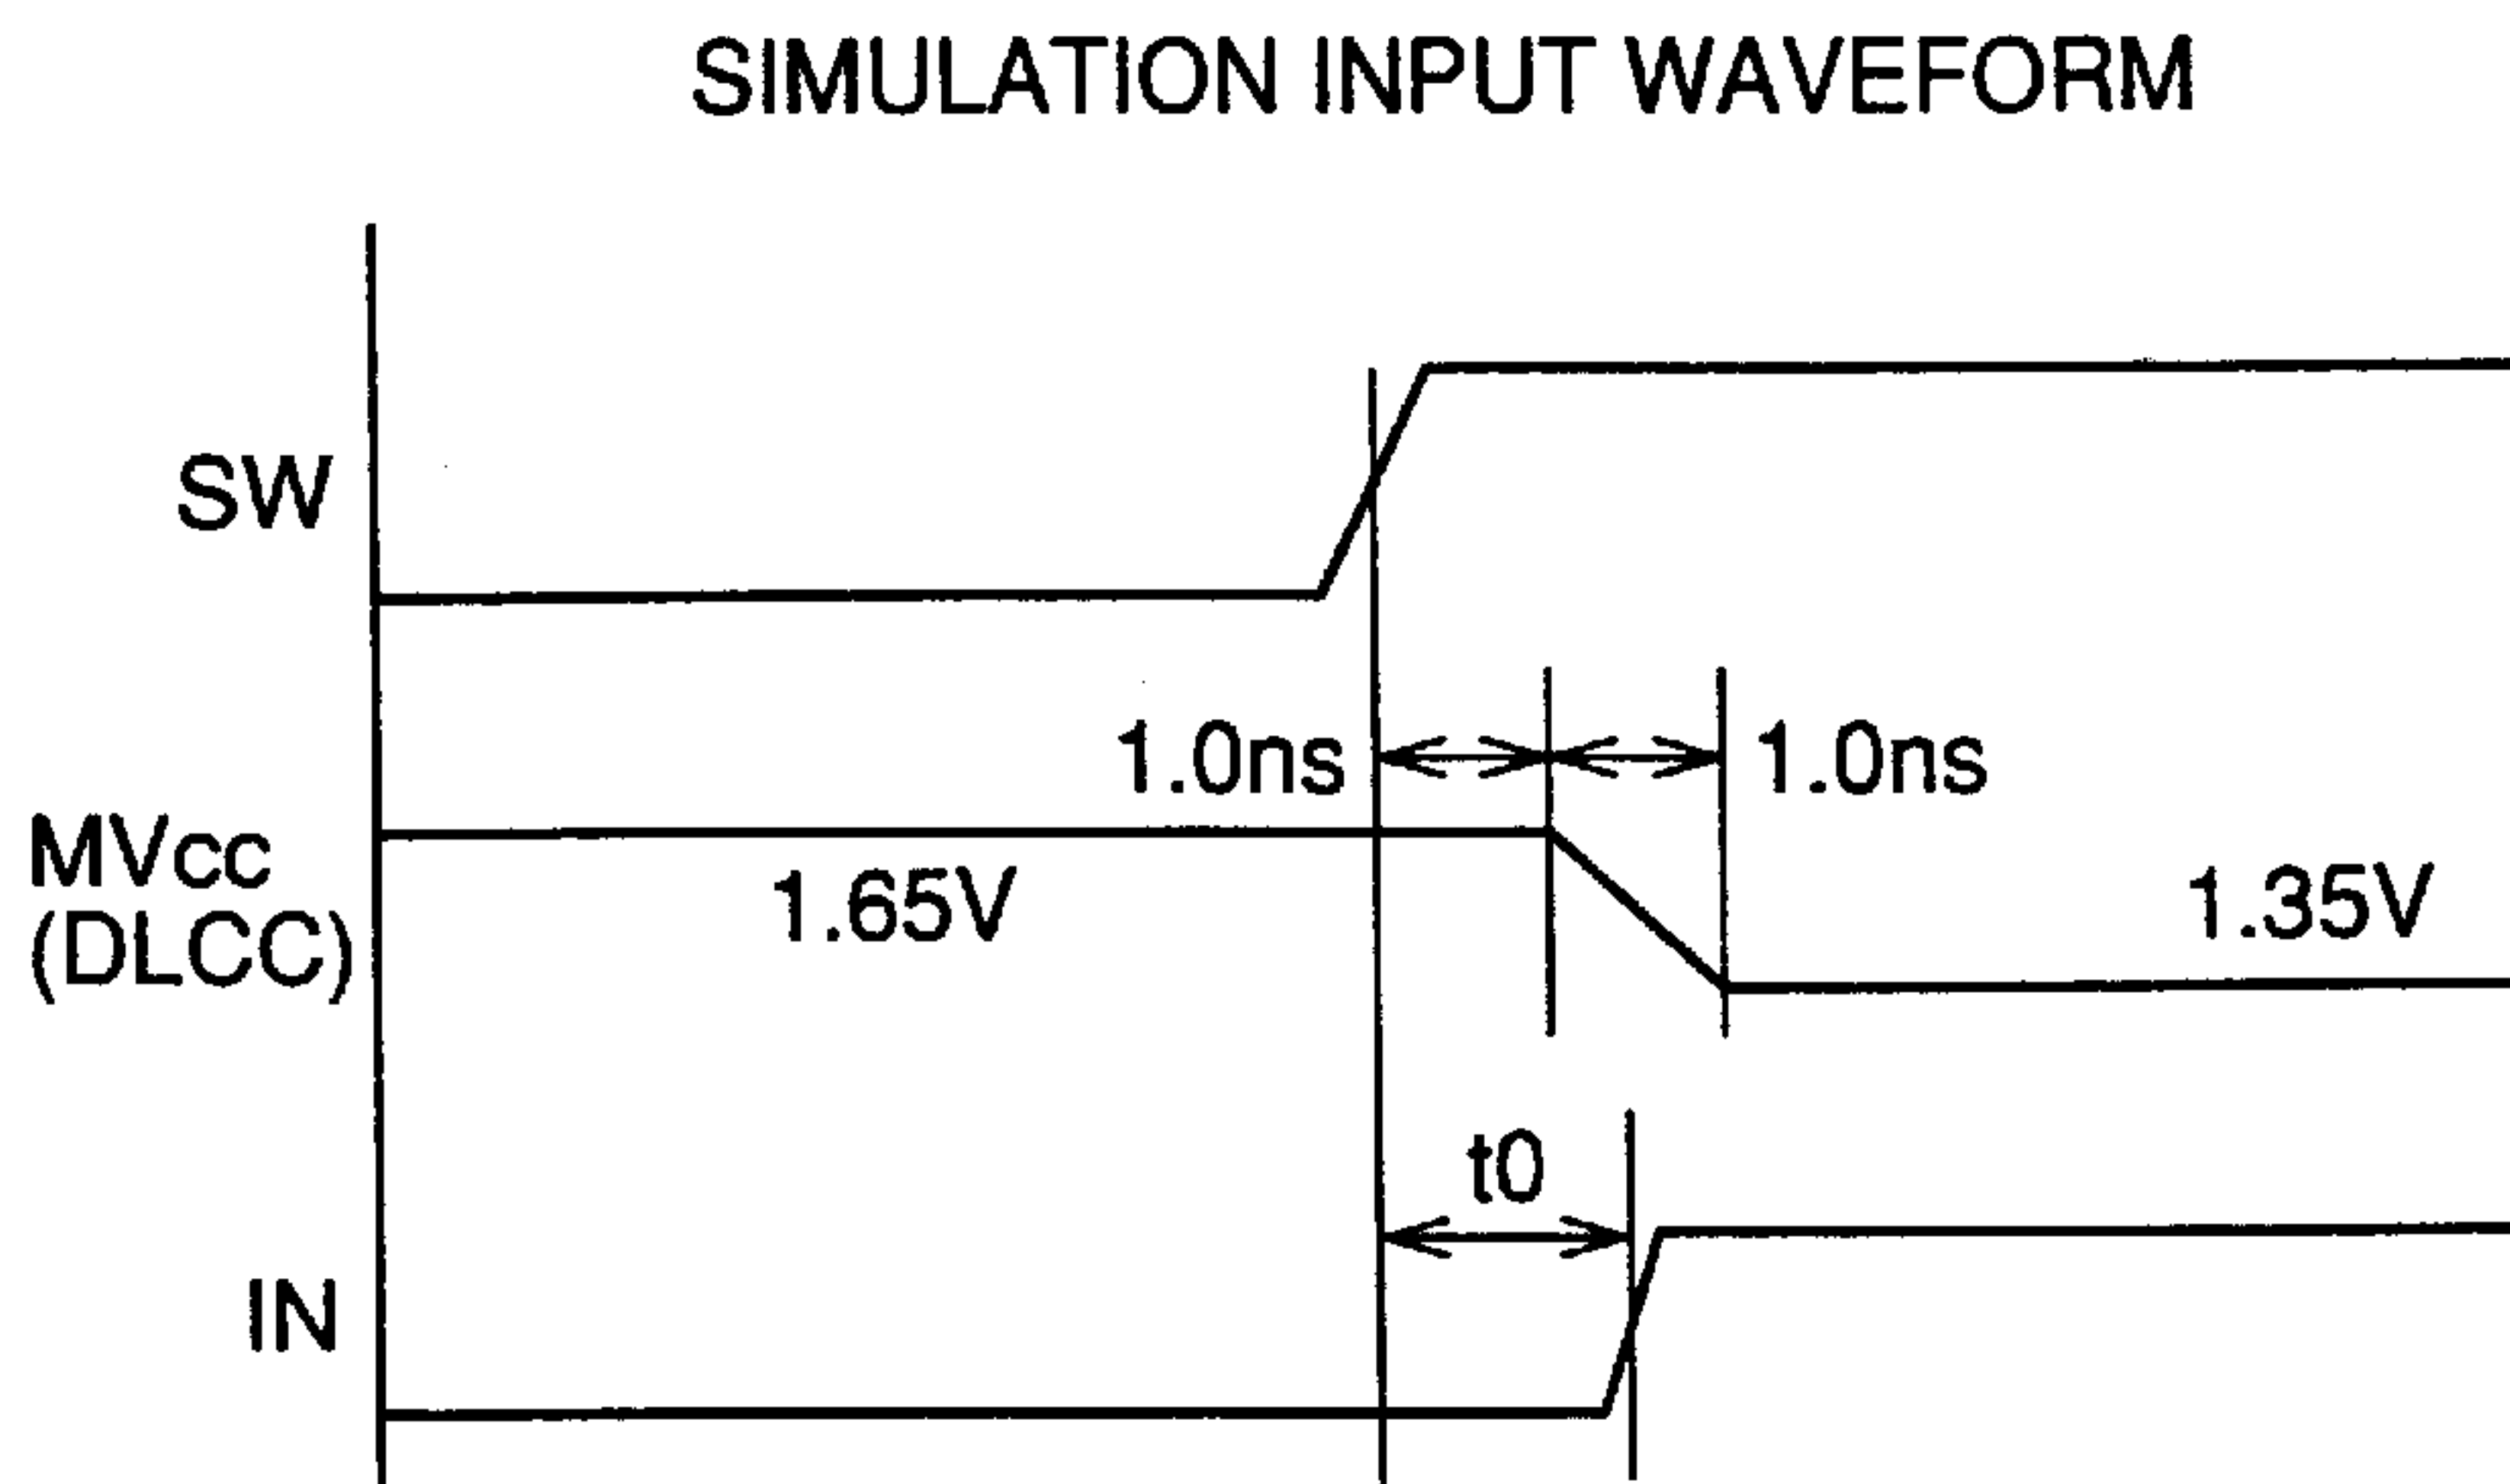 SIMULATION INPUT WAVEFORM
SW
1.0ns
1.0ns
MVcc
(DLCC)
1.65V
1.35V
t0
IN